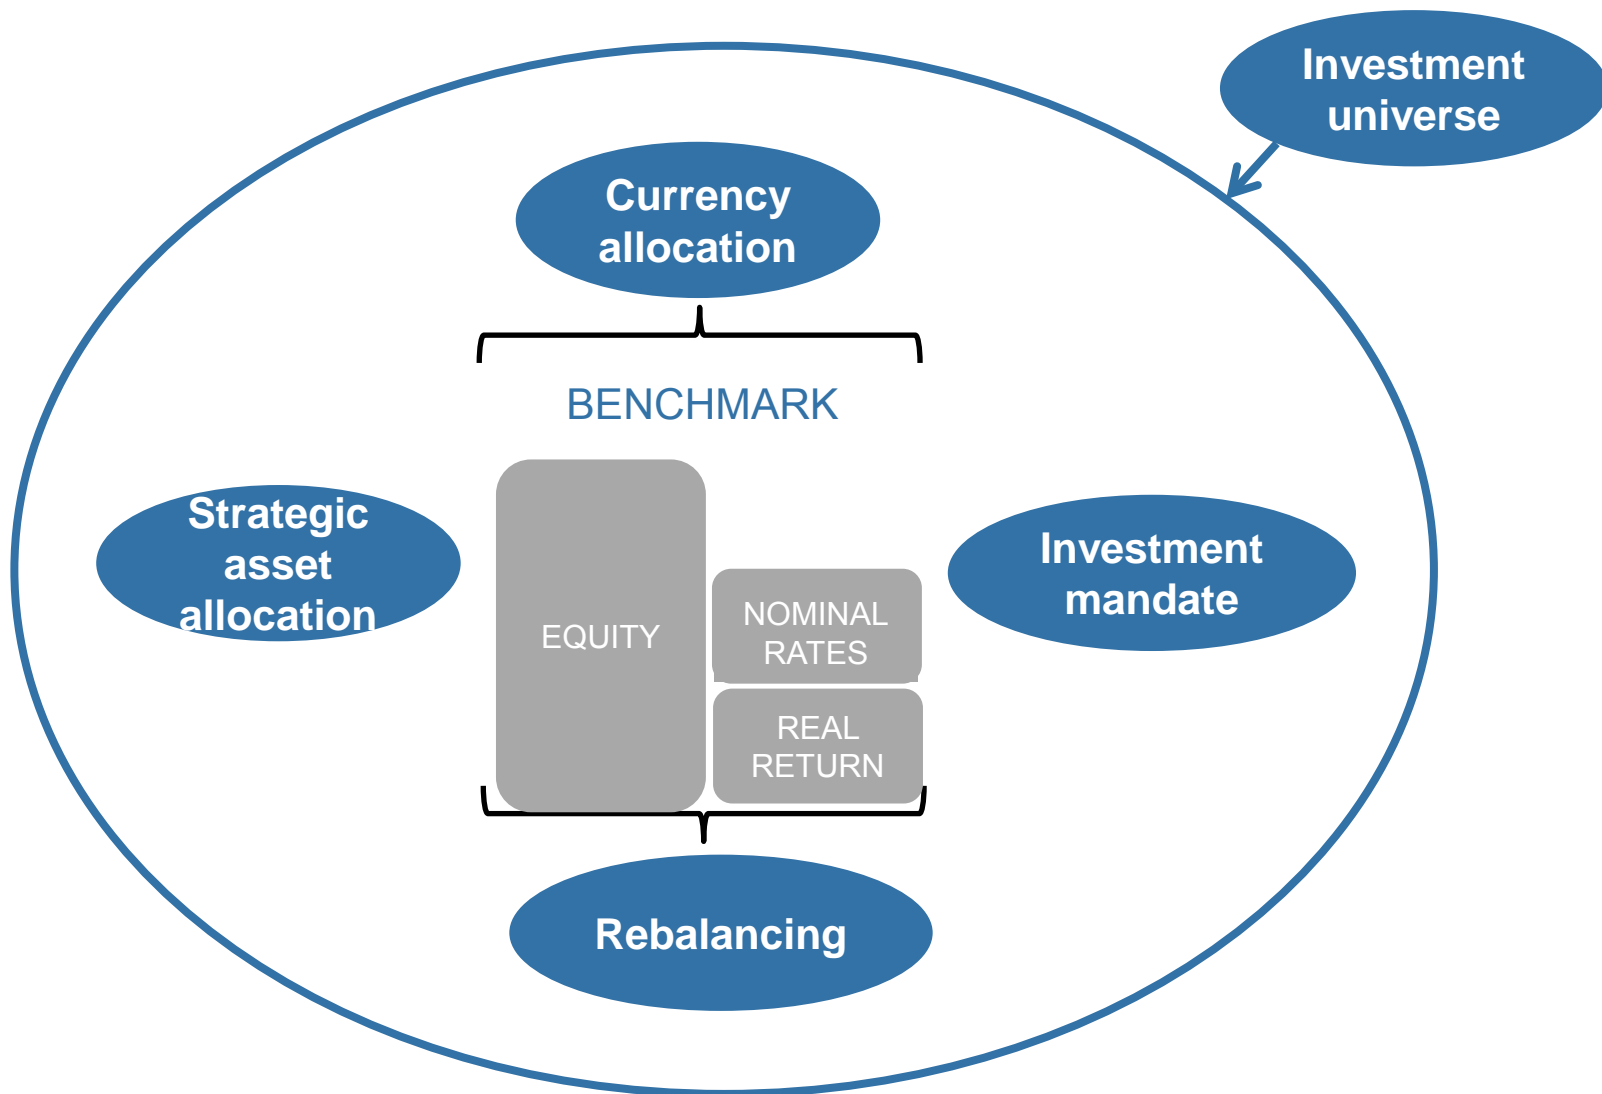 Investment
universe
Currency
allocation
BENCHMARK
Strategic
asset
allocation
EQUITY
NOMINAL
RATES
REAL
RETURN
Investment
mandate
Rebalancing